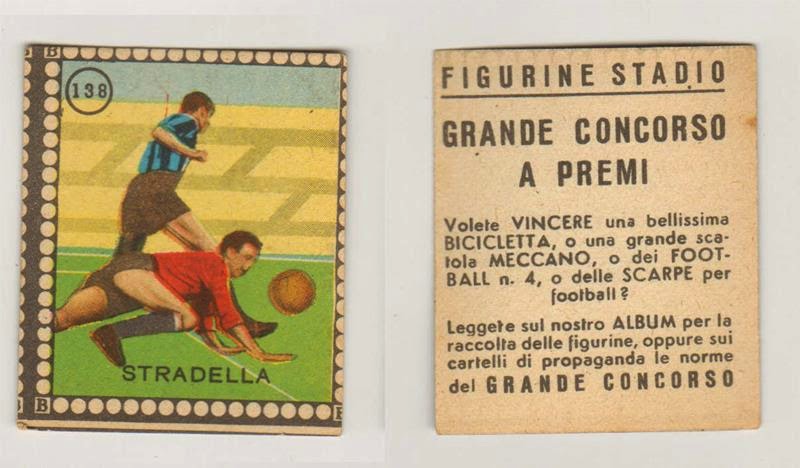 B
138
STRADELLA
B B
FIGURINE STADIO
GRANDE CONCORSO
A PREMI
Volete VINCERE una bellissima
BICICLETTA, o una grande sca-
tola MECCANO, o dei FOOT-
BALL n. 4, o delle SCARPE per
football?
Leggete sul nostro ALBUM per la
raccolta delle figurine, oppure sui
cartelli di propaganda le norme
del GRANDE CONCORSO